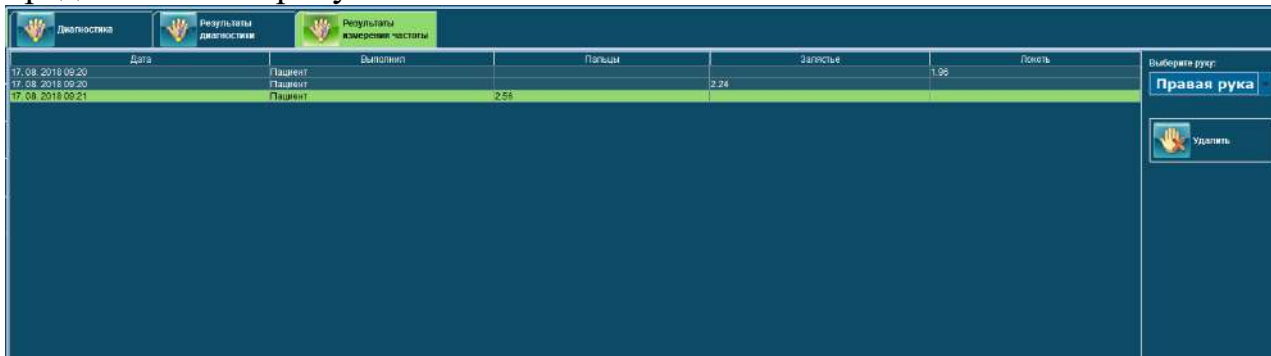 Диагностика
Результаты диагностики
Результаты измерения частоты
Дата Выполнил Пальцы Запястье Локоть
17. 08. 2018 09:20 Пациент 1.96
17. 08. 2018 09:20 Пациент 2.24
17. 08. 2018 09:21 Пациент 2.56
Выберите руку:
Правая рука
Удалить